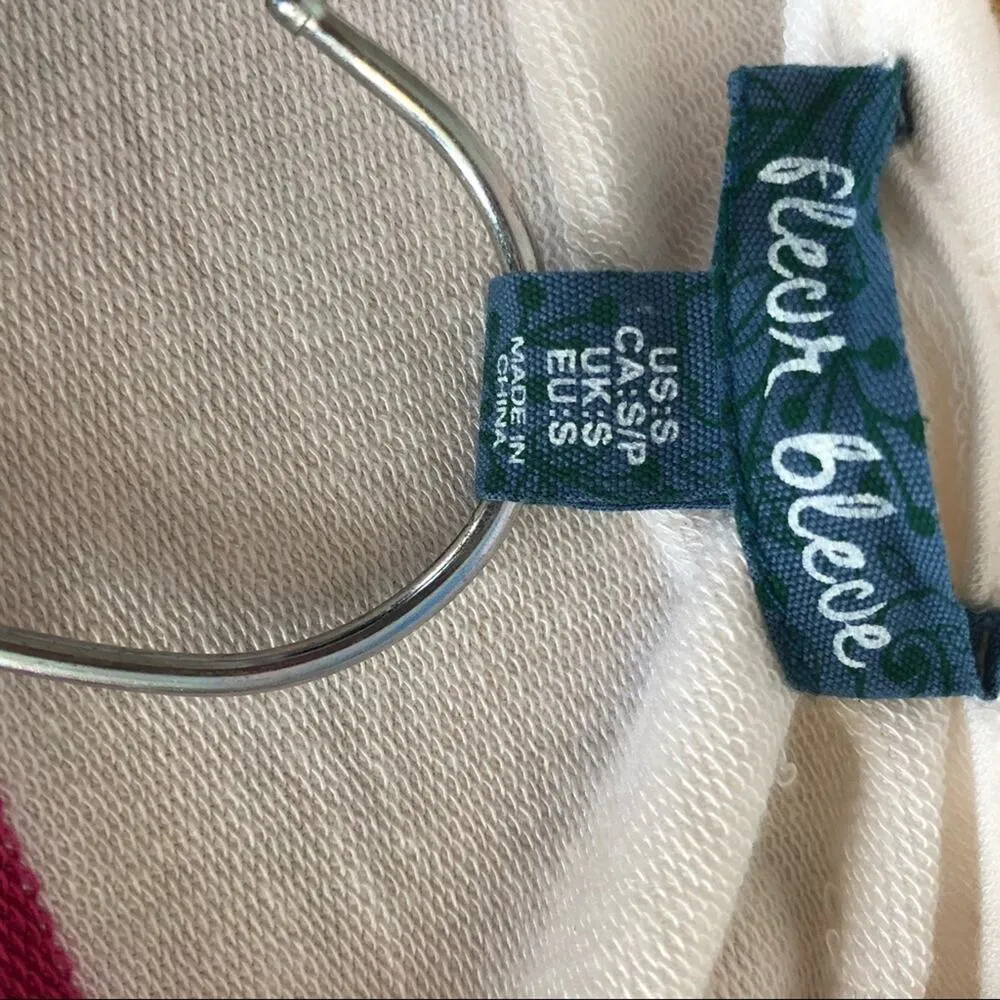 fleur bleue
US:S
CA:S/P
UK:S
EU:S
MADE IN
CHINA